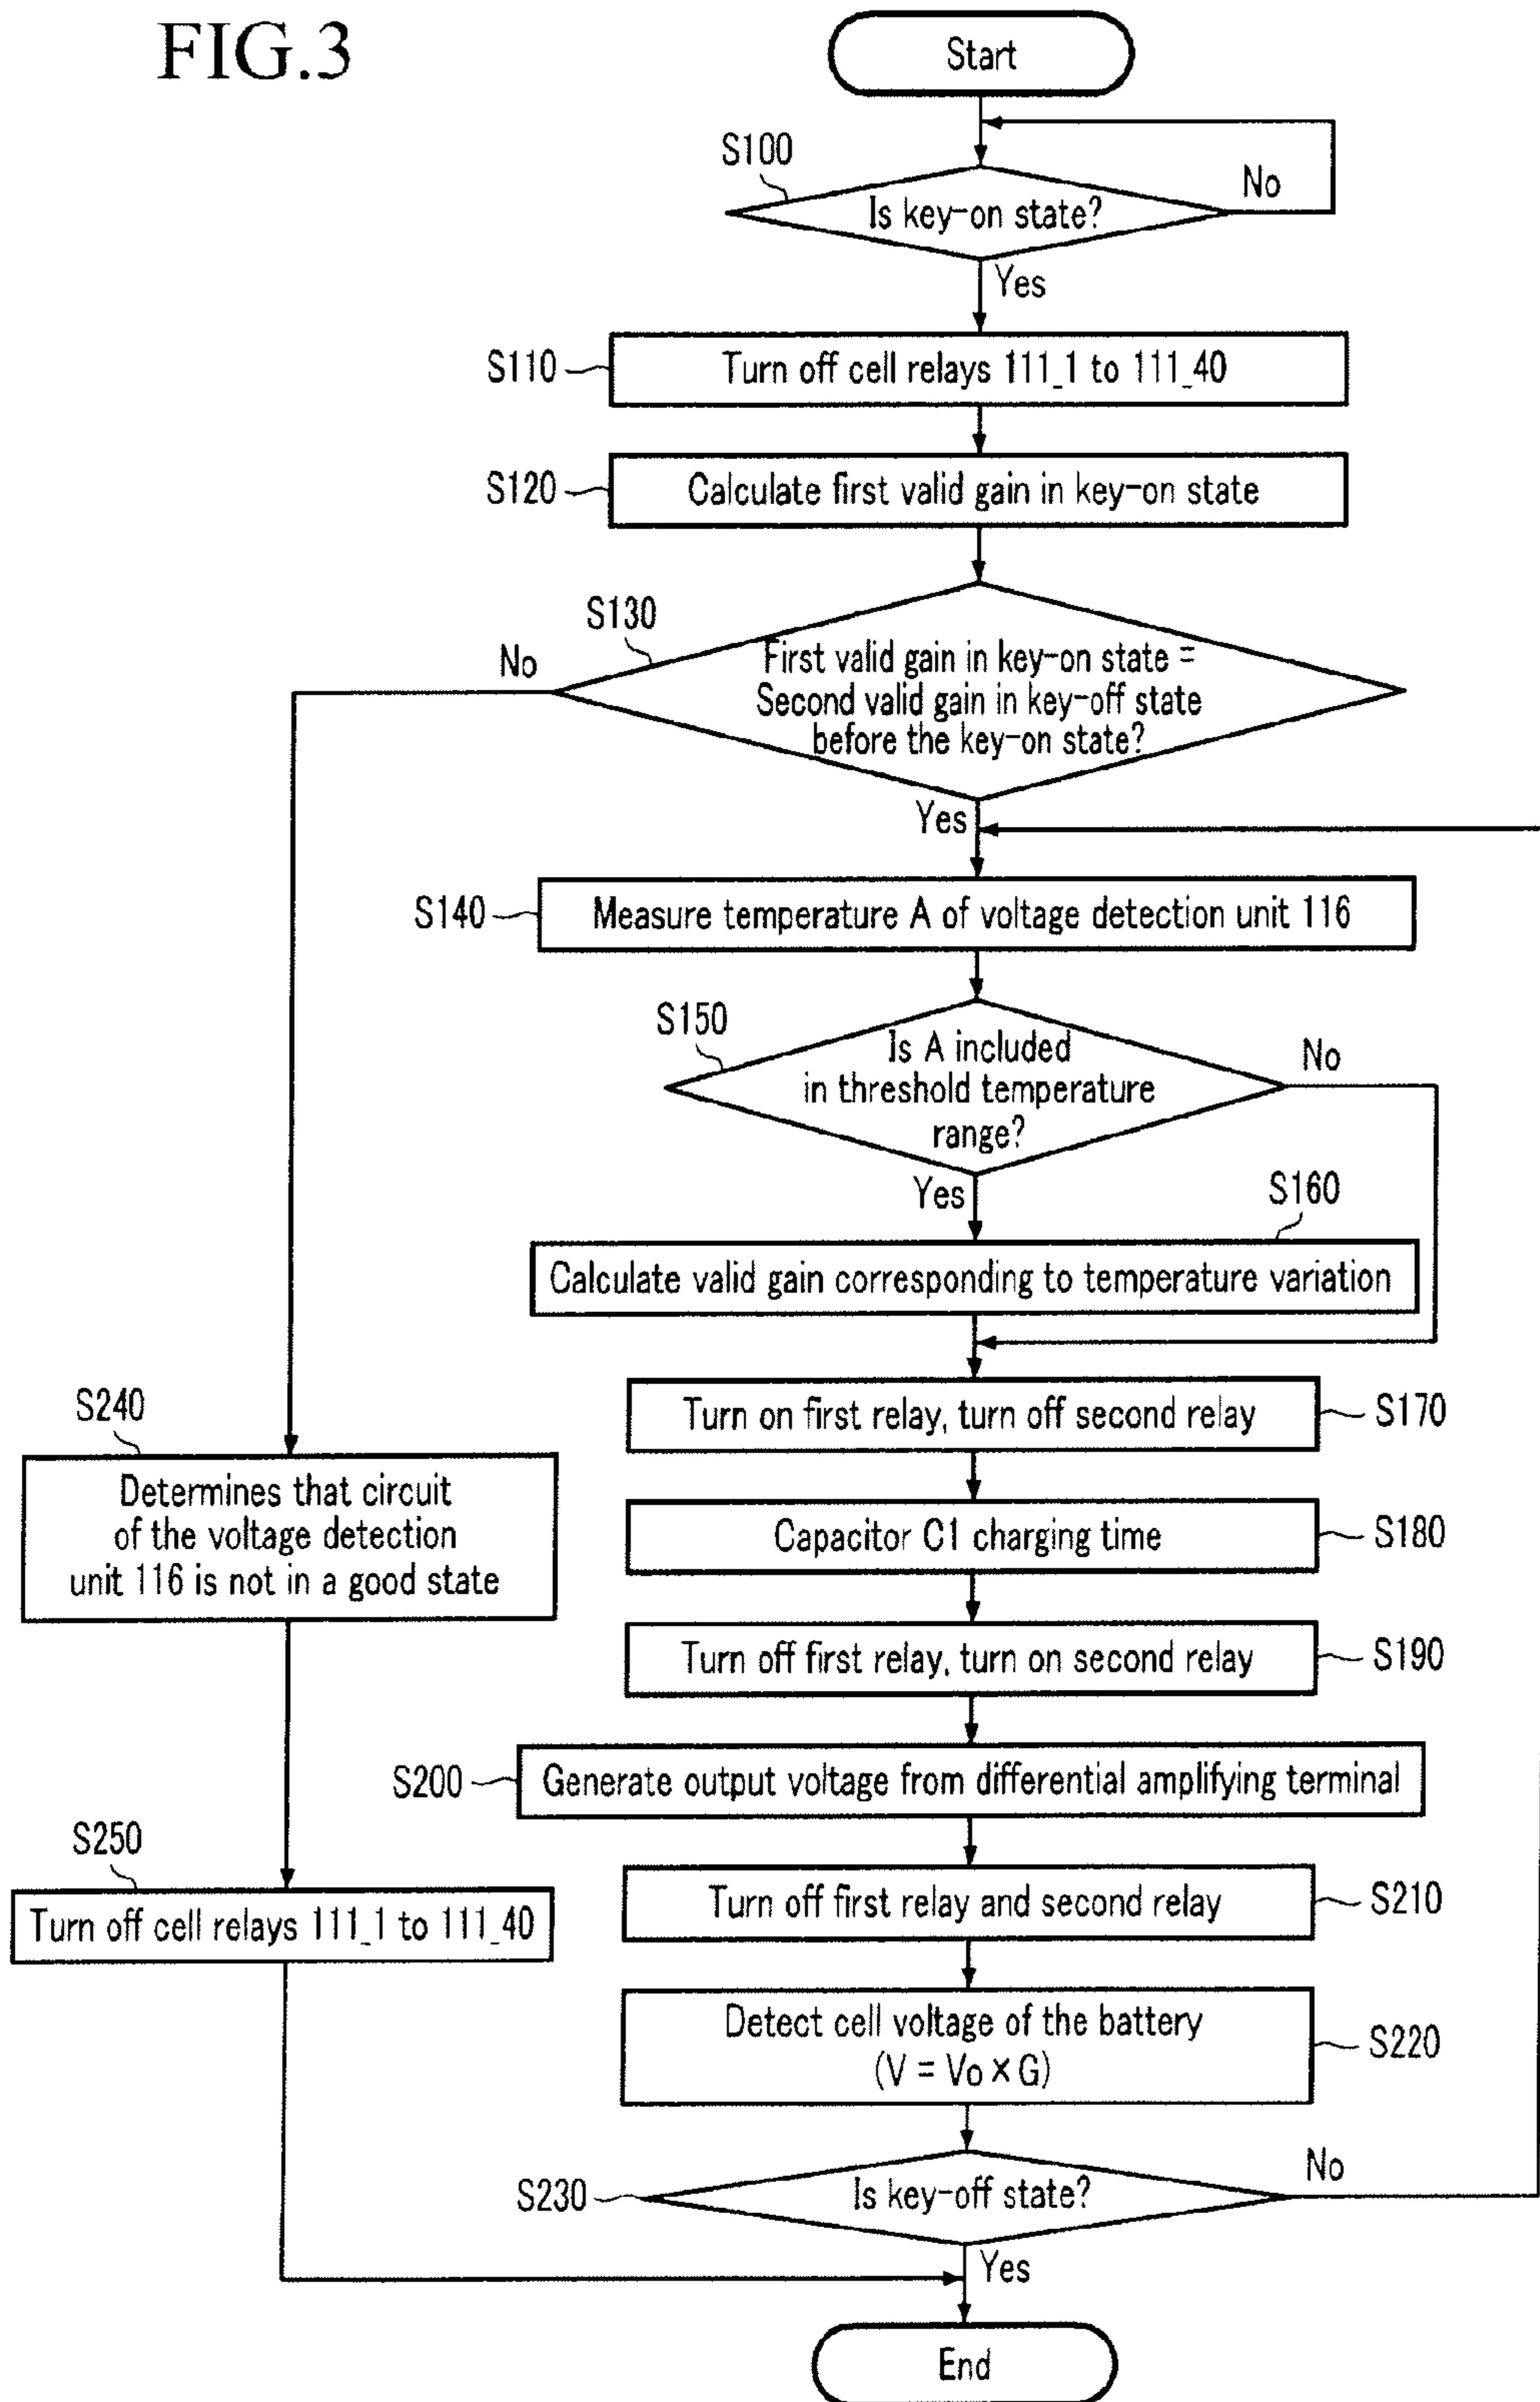 FIG.3
Start
S100
Is key-on state?
No
Yes
S110
Turn off cell relays 111_1 to 111_40
S120
Calculate first valid gain in key-on state
S130
No
First valid gain in key-on state =
Second valid gain in key-off state
before the key-on state?
Yes
S140
Measure temperature A of voltage detection unit 116
S150
Is A included
in threshold temperature
range?
No
Yes
S160
Calculate valid gain corresponding to temperature variation
Turn on first relay, turn off second relay
S170
Capacitor C1 charging time
S180
Turn off first relay, turn on second relay
S190
S200
Generate output voltage from differential amplifying terminal
Turn off first relay and second relay
S210
Detect cell voltage of the battery
(V = Vo × G)
S220
S230
Is key-off state?
No
Yes
S240
Determines that circuit
of the voltage detection
unit 116 is not in a good state
S250
Turn off cell relays 111_1 to 111_40
End